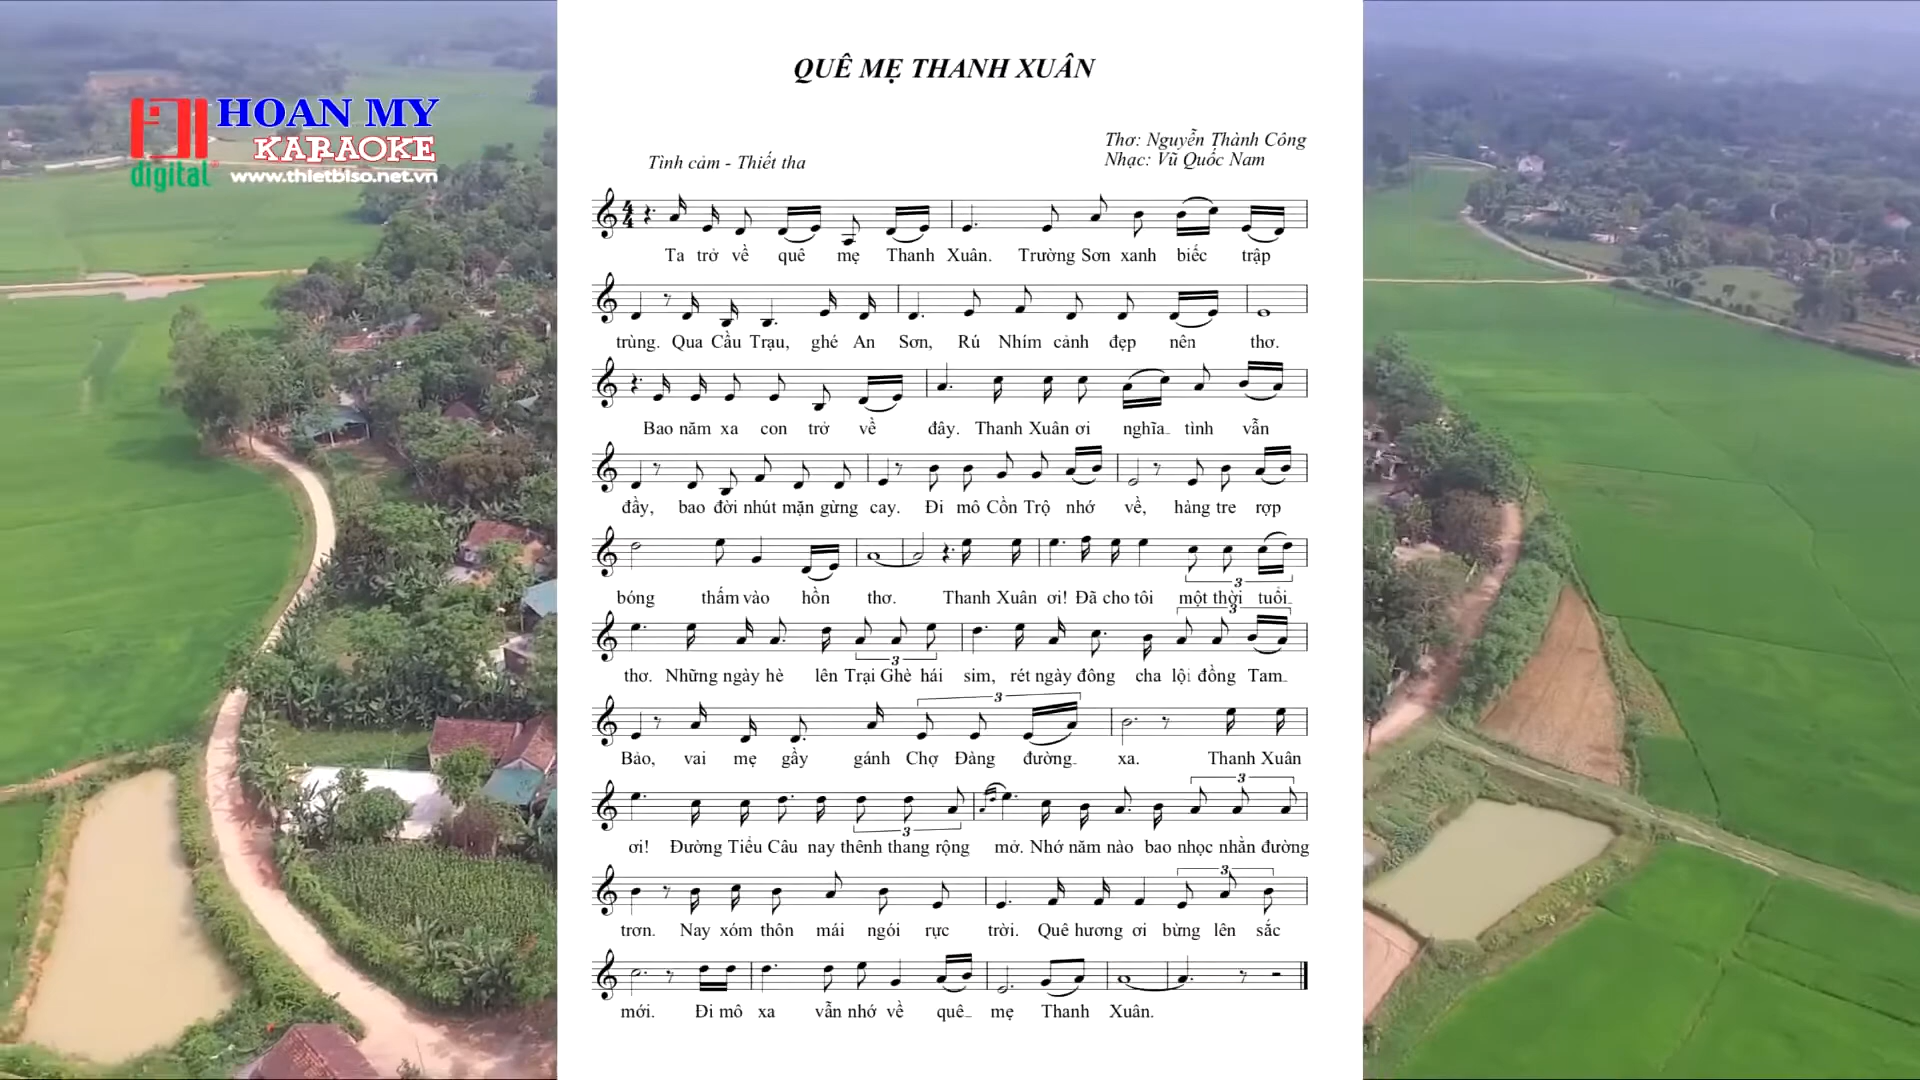 HOAN MY
KARAOKE
digital
www.thietbiso.net.vn
QUÊ MẸ THANH XUÂN
Thơ: Nguyễn Thành Công
Tình cảm - Thiết tha
Nhạc: Vũ Quốc Nam
Ta trở về quê mẹ Thanh Xuân. Trường Sơn xanh biếc trập
trùng. Qua Cầu Trạu, ghé An Sơn, Rú Nhím cảnh đẹp nên thơ.
Bao năm xa con trở về đây. Thanh Xuân ơi nghĩa tình vẫn
đầy, bao đời nhút mặn gừng cay. Đi mô Cồn Trộ nhớ về, hàng tre rợp
bóng thấm vào hồn thơ. Thanh Xuân ơi! Đã cho tôi một thời tuổi
3
3
thơ. Những ngày hè lên Trại Ghè hái sim, rét ngày đông cha lội đồng Tam
3
3
Bảo, vai mẹ gầy gánh Chợ Đàng đường xa. Thanh Xuân
3
3
ơi! Đường Tiểu Câu nay thênh thang rộng mở. Nhớ năm nào bao nhọc nhằn đường
3
trơn. Nay xóm thôn mái ngói rực trời. Quê hương ơi bừng lên sắc
mới. Đi mô xa vẫn nhớ về quê mẹ Thanh Xuân.